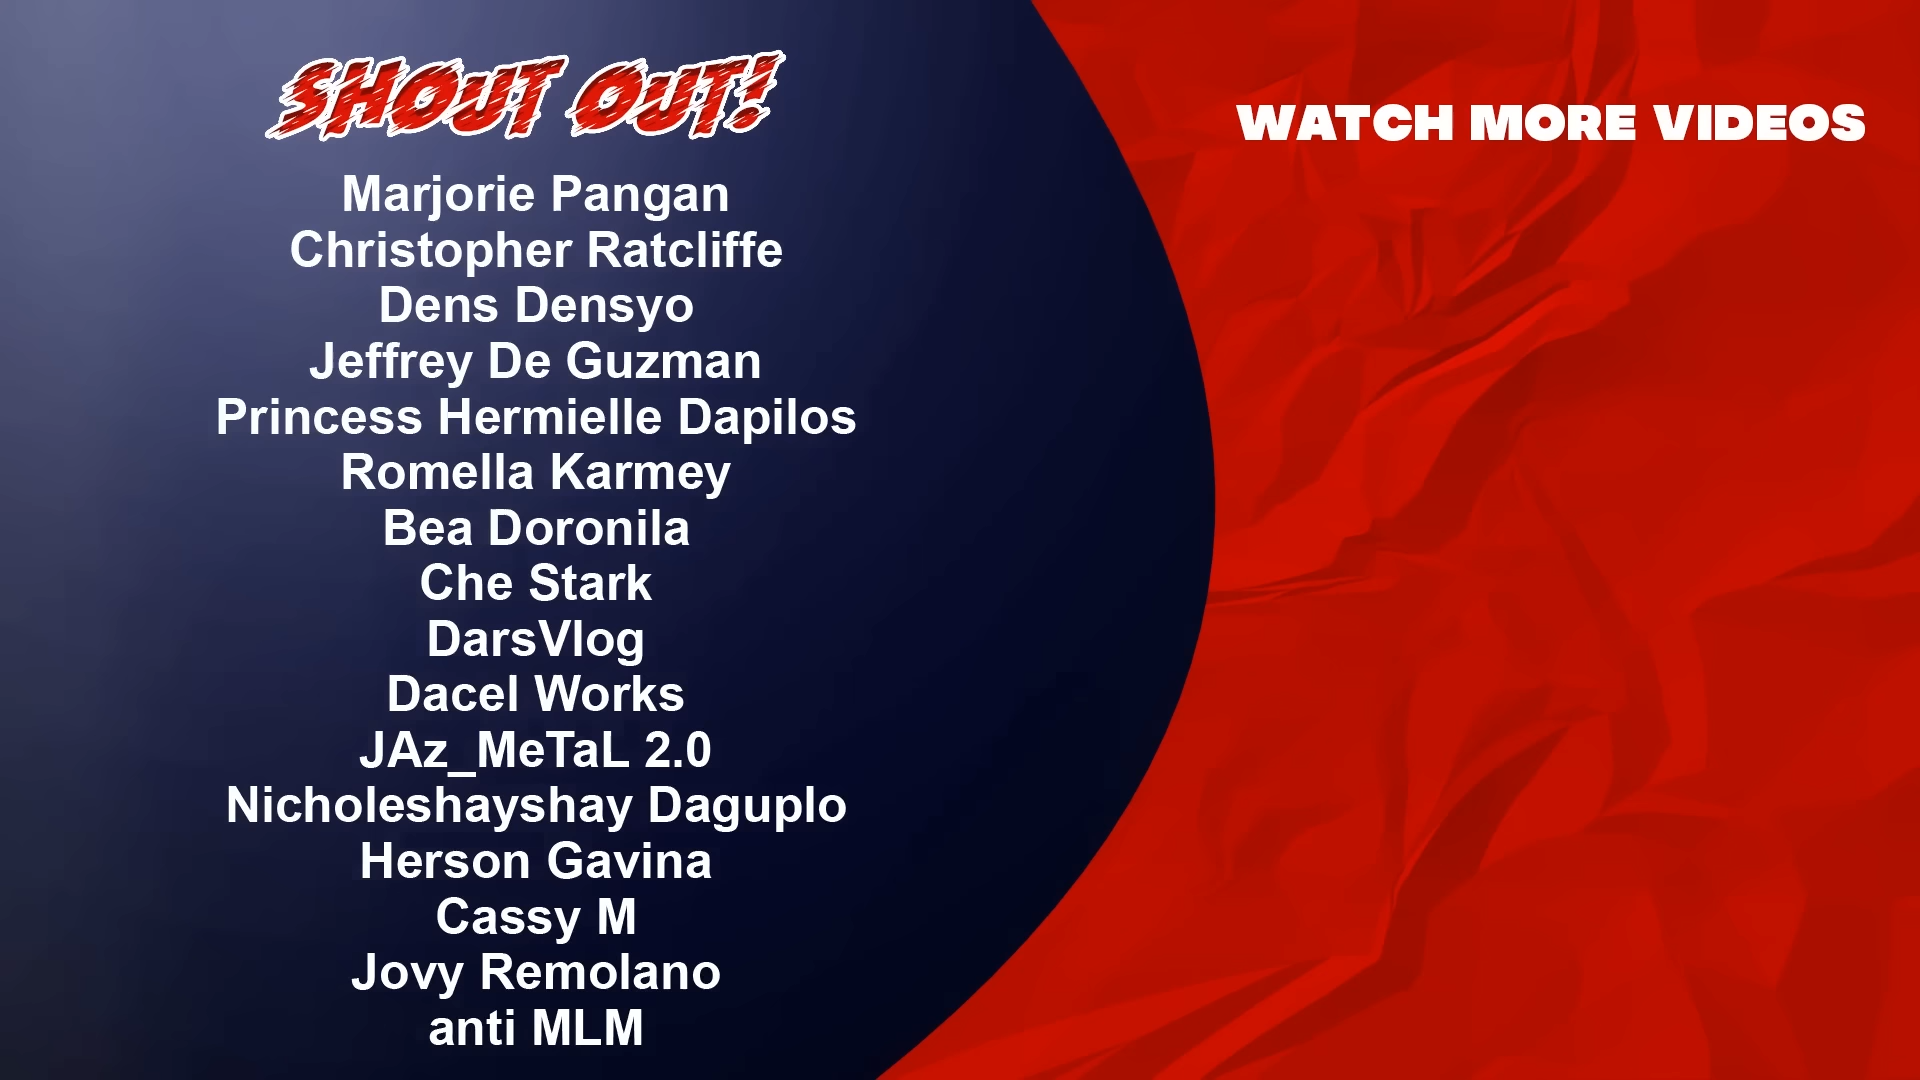 SHOUT OUT!
WATCH MORE VIDEOS
Marjorie Pangan
Christopher Ratcliffe
Dens Densyo
Jeffrey De Guzman
Princess Hermielle Dapilos
Romella Karmey
Bea Doronila
Che Stark
DarsVlog
Dacel Works
JAz_MeTaL 2.0
Nicholeshayshay Daguplo
Herson Gavina
Cassy M
Jovy Remolano
anti MLM